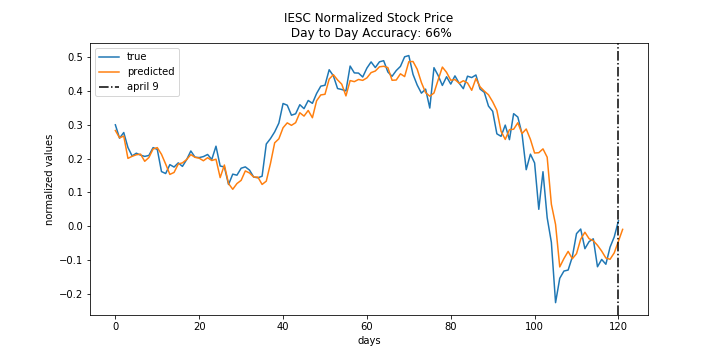 IESC Normalized Stock Price
Day to Day Accuracy: 66%
true
predicted
april 9
normalized values
0.5
0.4
0.3
0.2
0.1
0.0
−0.1
−0.2
0
20
40
60
80
100
120
days